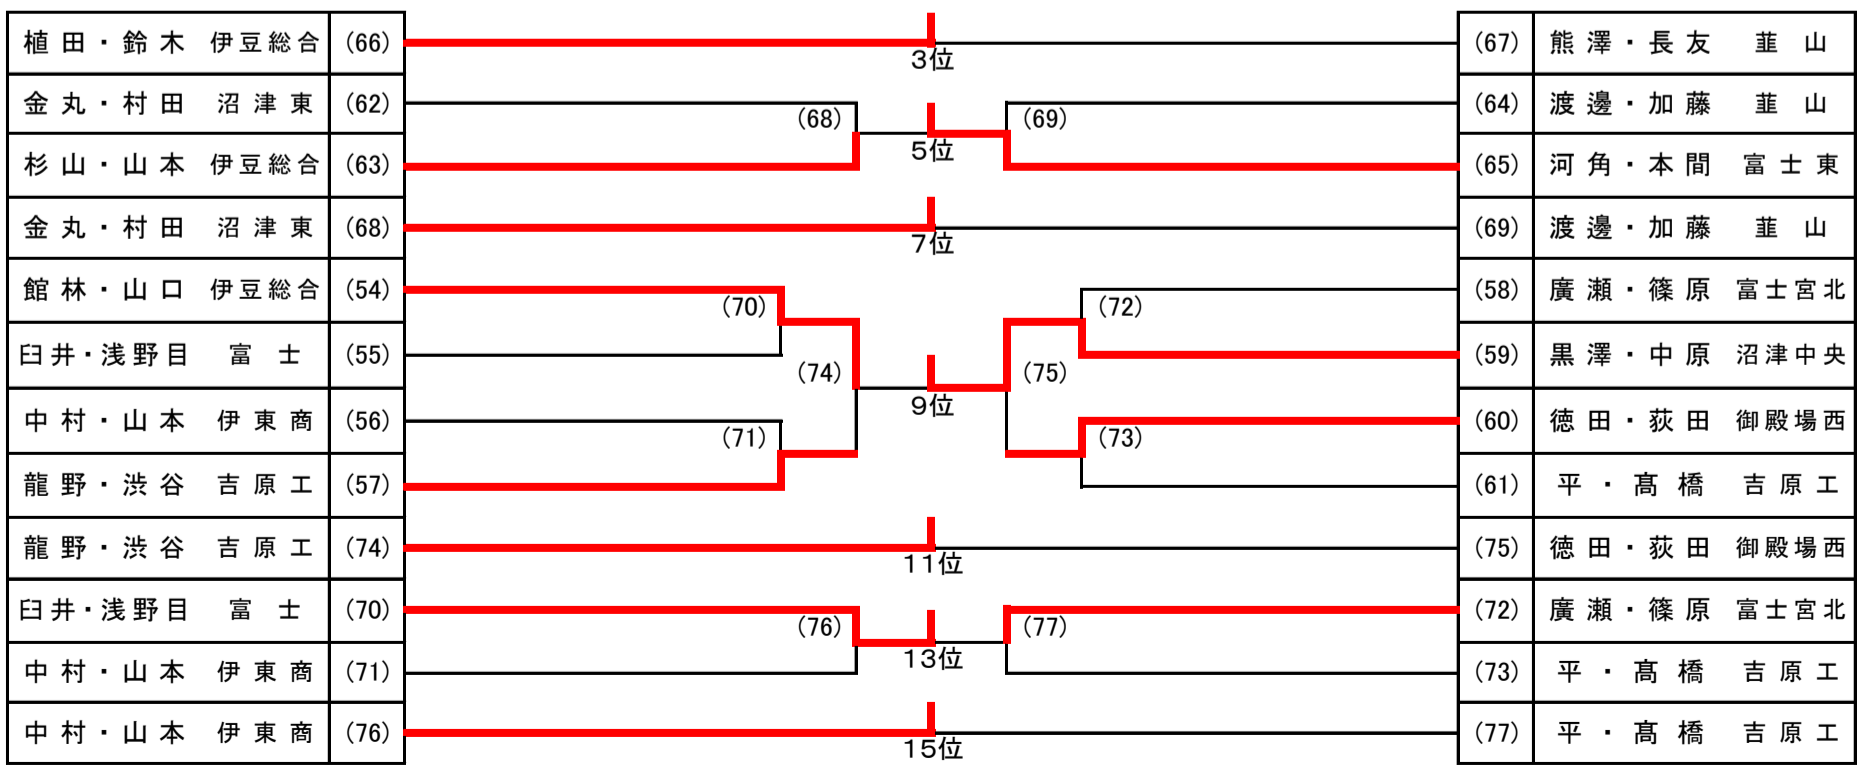 植田・鈴木 伊豆総合 (66) 3位 (67) 熊澤・長友 韮山
金丸・村田 沼津東 (62) (68) (69) (64) 渡邊・加藤 韮山
杉山・山本 伊豆総合 (63) 5位 (65) 河角・本間 富士東
金丸・村田 沼津東 (68) 7位 (69) 渡邊・加藤 韮山
館林・山口 伊豆総合 (54) (70) (72) (58) 廣瀬・篠原 富士宮北
臼井・浅野目 富士 (55) (74) (75) (59) 黒澤・中原 沼津中央
中村・山本 伊東商 (56) (71) 9位 (73) (60) 徳田・荻田 御殿場西
龍野・渋谷 吉原工 (57) (61) 平・髙橋 吉原工
龍野・渋谷 吉原工 (74) 11位 (75) 徳田・荻田 御殿場西
臼井・浅野目 富士 (70) (76) (77) (72) 廣瀬・篠原 富士宮北
中村・山本 伊東商 (71) 13位 (73) 平・髙橋 吉原工
中村・山本 伊東商 (76) 15位 (77) 平・髙橋 吉原工